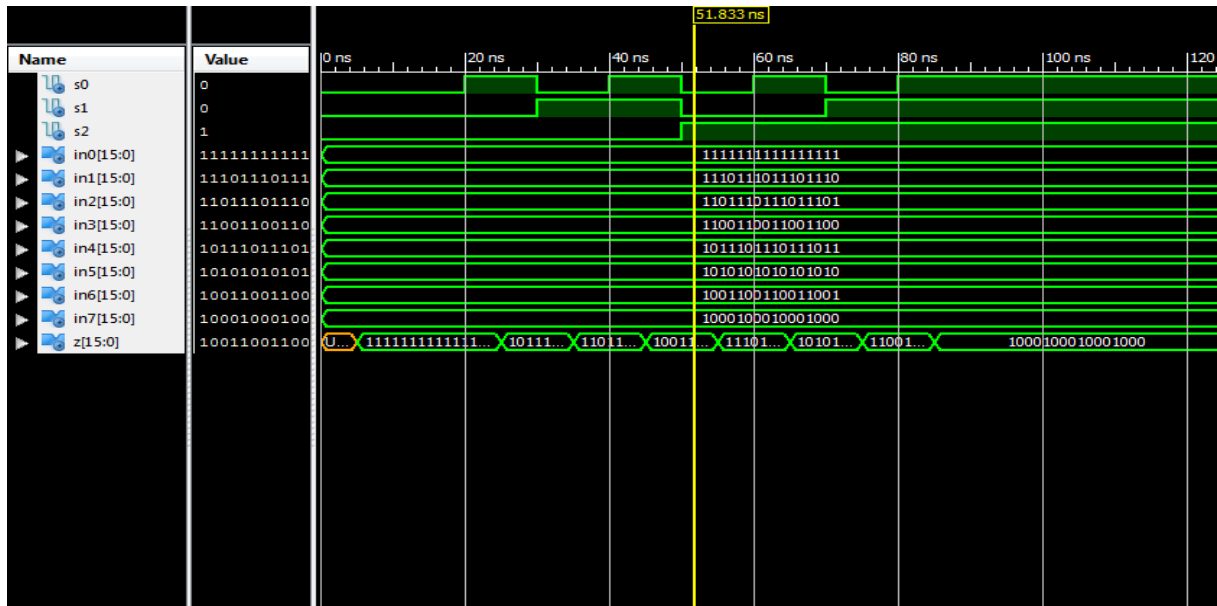 51.833 ns
Name Value 0 ns 20 ns 40 ns 60 ns 80 ns 100 ns 120
s0 0
s1 0
s2 1
in0[15:0] 11111111111 1111111111111111
in1[15:0] 11101110111 1110111011101110
in2[15:0] 11011101110 1101110111011101
in3[15:0] 11001100110 1100110011001100
in4[15:0] 10111011101 1011101110111011
in5[15:0] 10101010101 1010101010101010
in6[15:0] 10011001100 1001100110011001
in7[15:0] 10001000100 1000100010001000
z[15:0] 10011001100 U... 1111111111111... 10111... 11011... 10011... 11101... 10101... 11001... 1000100010001000